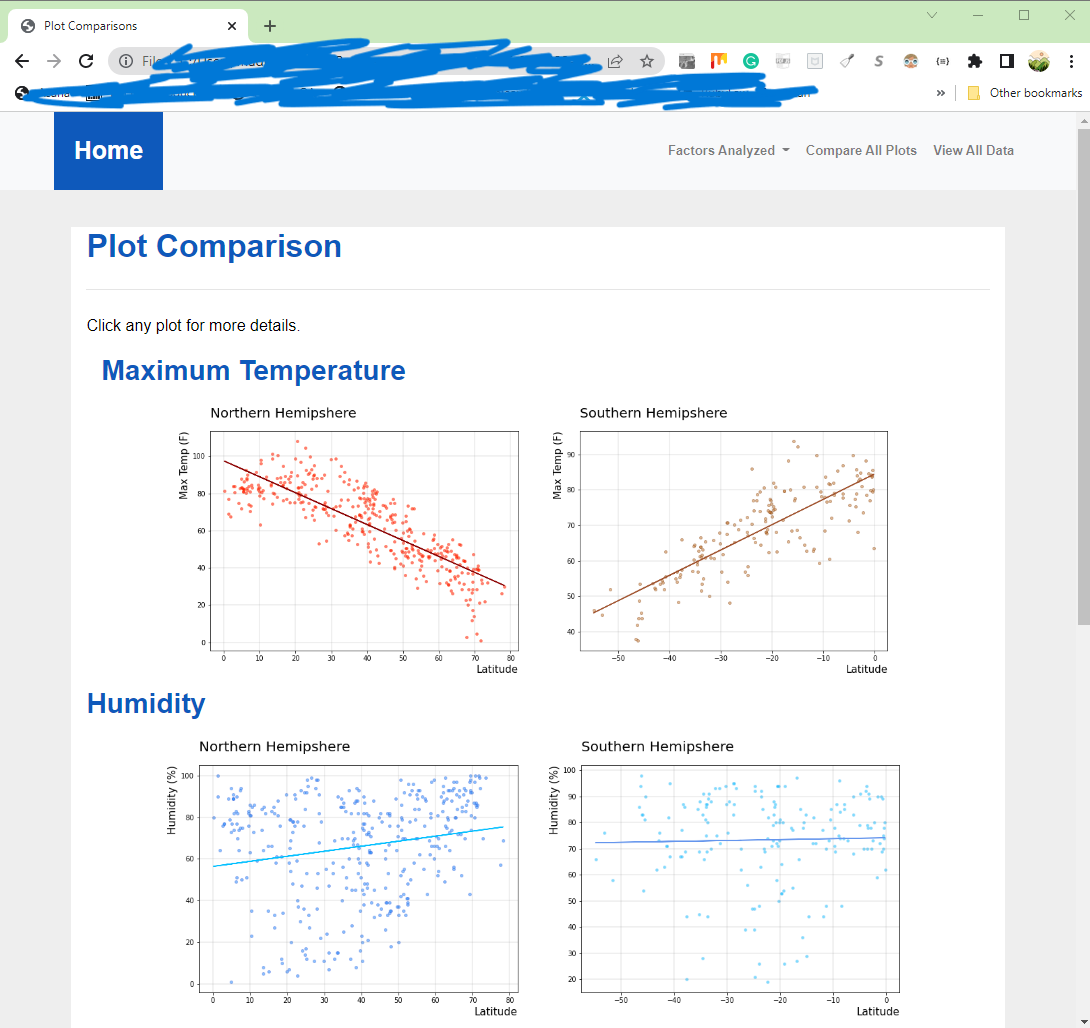 Plot Comparisons
Other bookmarks
Home
Factors Analyzed
Compare All Plots
View All Data
Plot Comparison
Click any plot for more details.
Maximum Temperature
Northern Hemipshere
Max Temp (F)
100
80
60
40
20
0
0 10 20 30 40 50 60 70 80
Latitude
Southern Hemipshere
Max Temp (F)
90
80
70
60
50
40
−50 −40 −30 −20 −10 0
Latitude
Humidity
Northern Hemipshere
Humidity (%)
100
80
60
40
20
0
0 10 20 30 40 50 60 70 80
Latitude
Southern Hemipshere
Humidity (%)
100
90
80
70
60
50
40
30
20
−50 −40 −30 −20 −10 0
Latitude